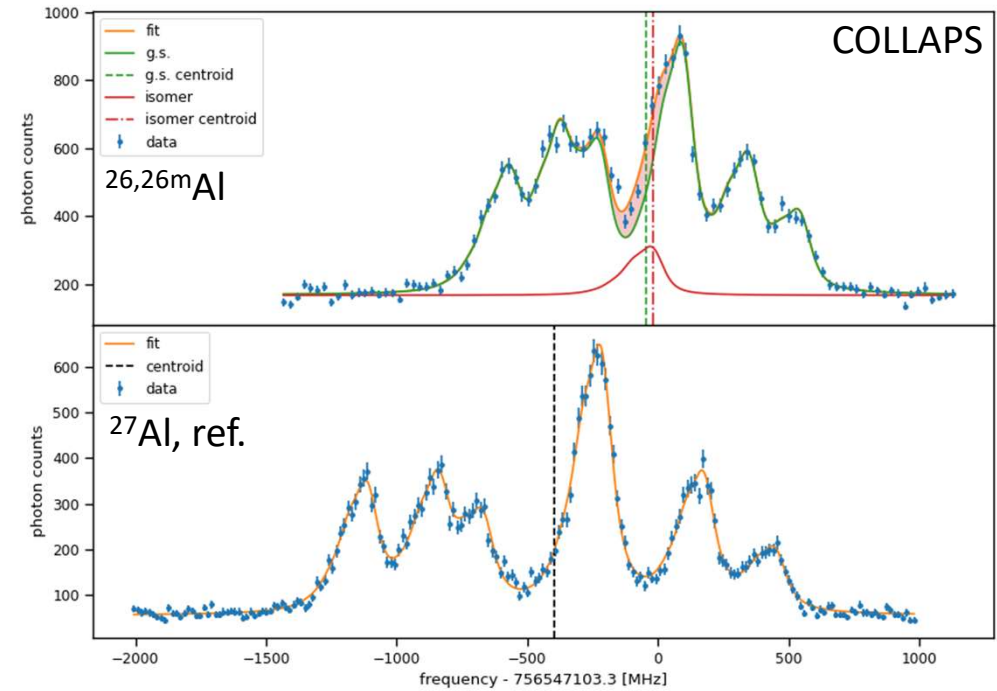 COLLAPS
fit
g.s.
g.s. centroid
isomer
isomer centroid
data
26,26mAl
photon counts
1000
800
600
400
200
fit
centroid
data
27Al, ref.
photon counts
600
500
400
300
200
100
−2000 −1500 −1000 −500 0 500 1000
frequency - 756547103.3 [MHz]